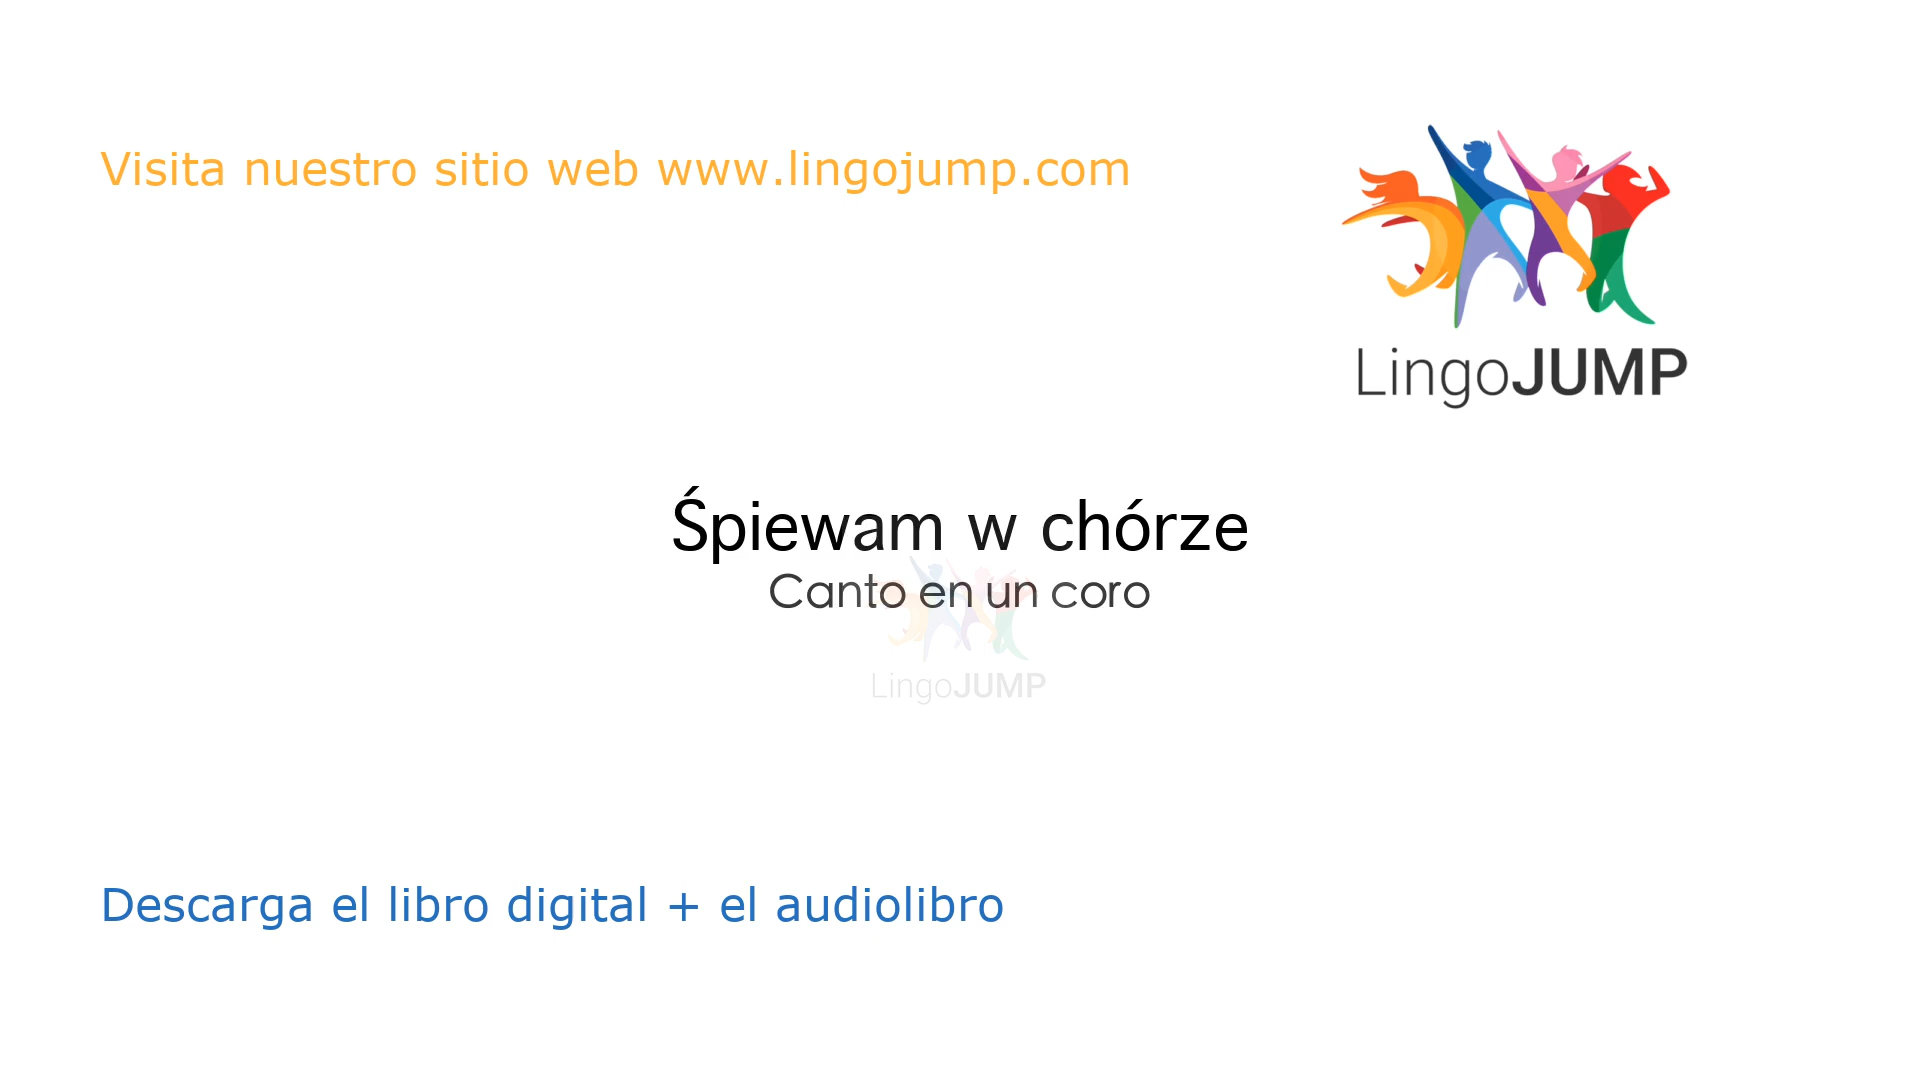 Visita nuestro sitio web www.lingojump.com
LingoJUMP
Śpiewam w chórze
Canto en un coro
LingoJUMP
Descarga el libro digital + el audiolibro